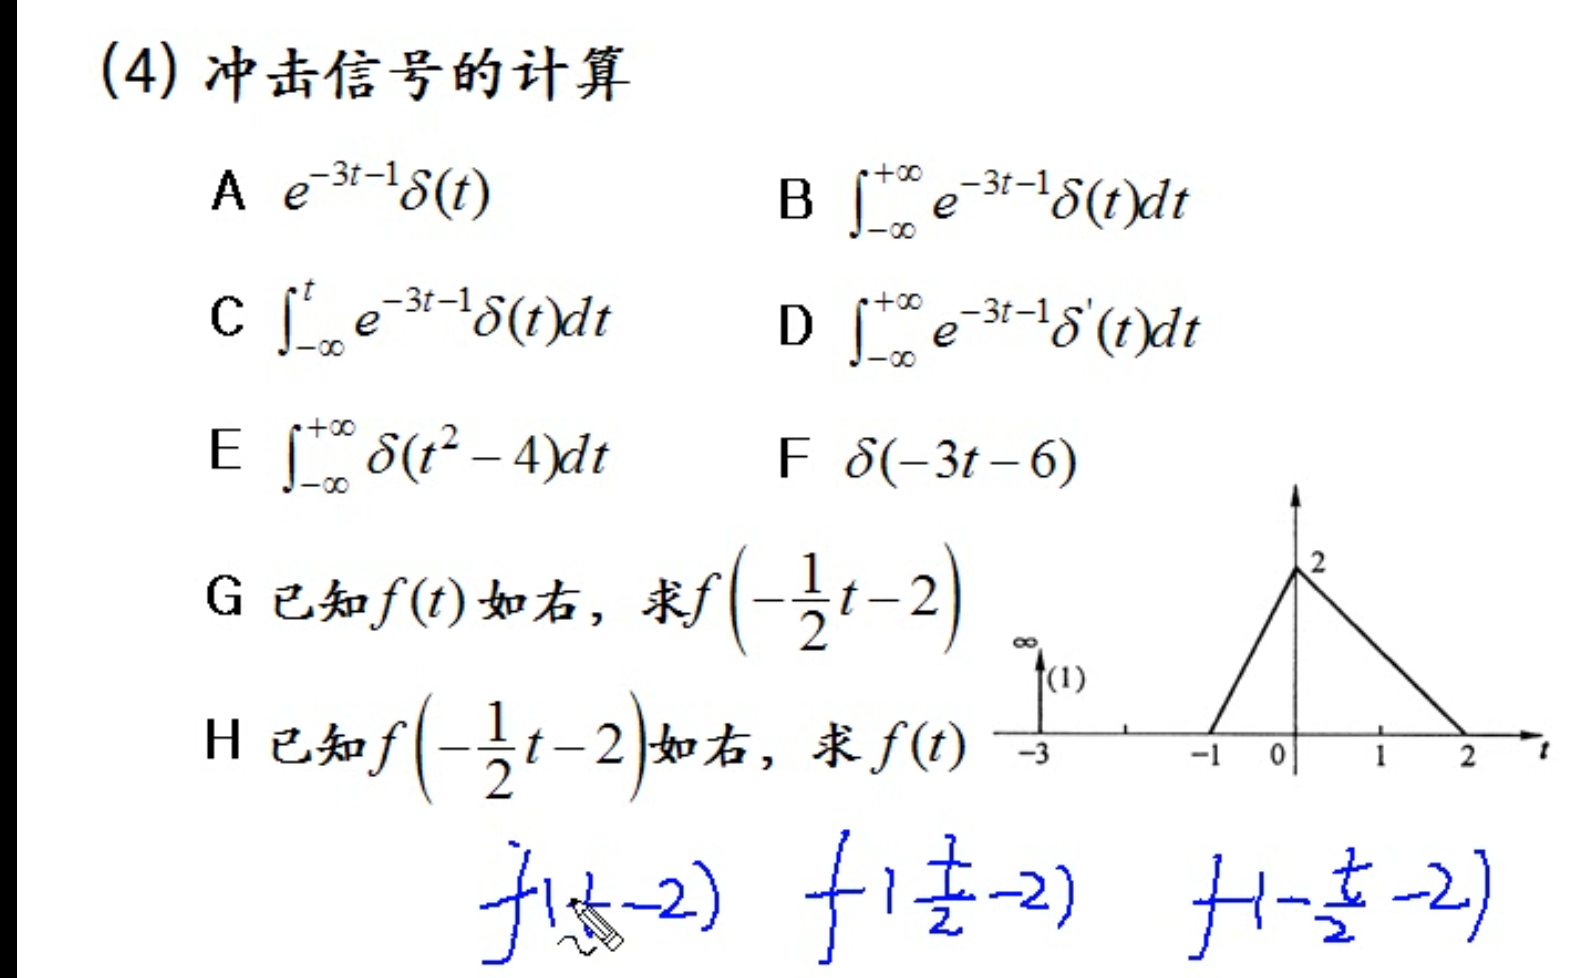 (4) 冲击信号的计算
A $e^{-3t-1}\delta(t)$ B $\int_{-\infty}^{+\infty} e^{-3t-1}\delta(t)dt$
C $\int_{-\infty}^{t} e^{-3t-1}\delta(t)dt$ D $\int_{-\infty}^{+\infty} e^{-3t-1}\delta'(t)dt$
E $\int_{-\infty}^{+\infty} \delta(t^2-4)dt$ F $\delta(-3t-6)$
G 已知$f(t)$如右，求$f\left(-\frac{1}{2}t-2\right)$
H 已知$f\left(-\frac{1}{2}t-2\right)$如右，求$f(t)$
2
∞
(1)
-3 -1 0 1 2 t
$f(t-2)$ $f(\frac{t}{2}-2)$ $f(-\frac{t}{2}-2)$